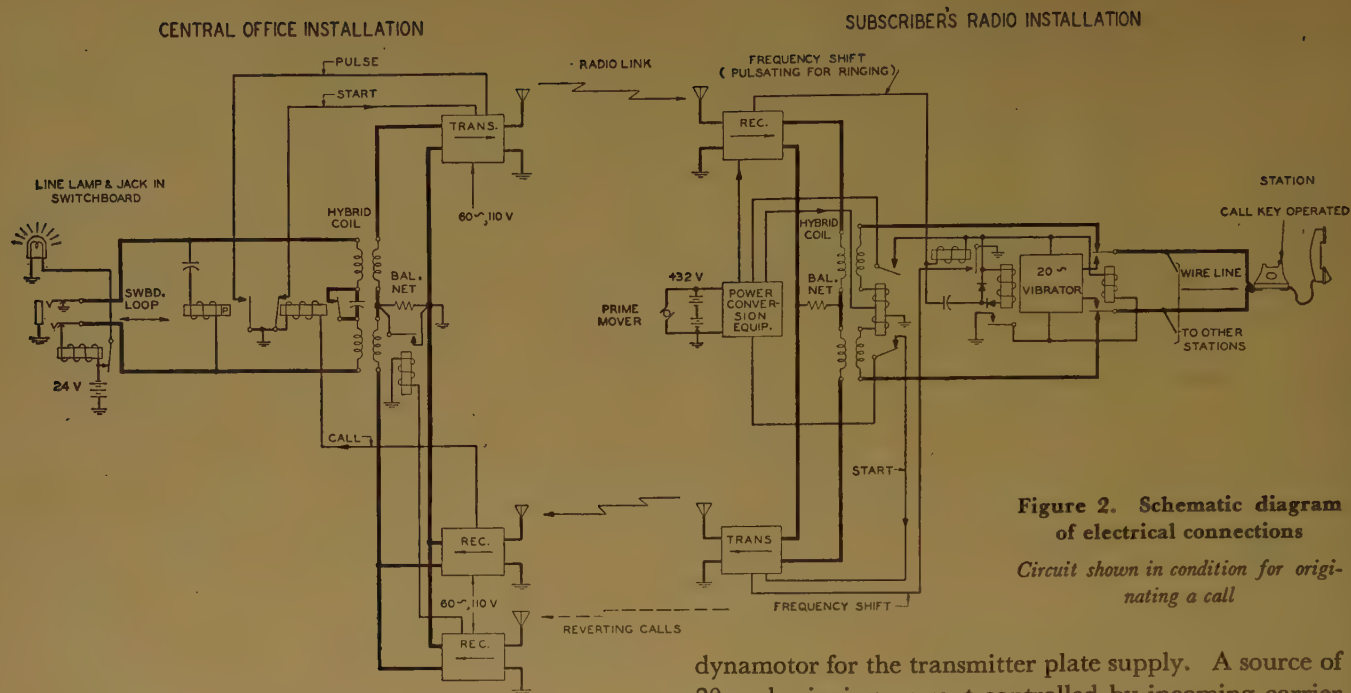 CENTRAL OFFICE INSTALLATION
SUBSCRIBER'S RADIO INSTALLATION
PULSE
START
RADIO LINK
FREQUENCY SHIFT
(PULSATING FOR RINGING)
TRANS.
REC.
LINE LAMP & JACK IN
SWITCHBOARD
60~, 110 V
HYBRID
COIL
SWBD.
LOOP
P
BAL.
NET
24 V
HYBRID
COIL
BAL.
NET
432 V
PRIME
MOVER
POWER
CONVER-
SION
EQUIP.
20~
VIBRATOR
STATION
CALL KEY OPERATED
WIRE LINE
TO OTHER
STATIONS
CALL
START
REC.
TRANS
60~, 110 V
FREQUENCY SHIFT
REC.
REVERTING CALLS
Figure 2. Schematic diagram
of electrical connections
Circuit shown in condition for origi-
nating a call
dynamotor for the transmitter plate supply. A source of